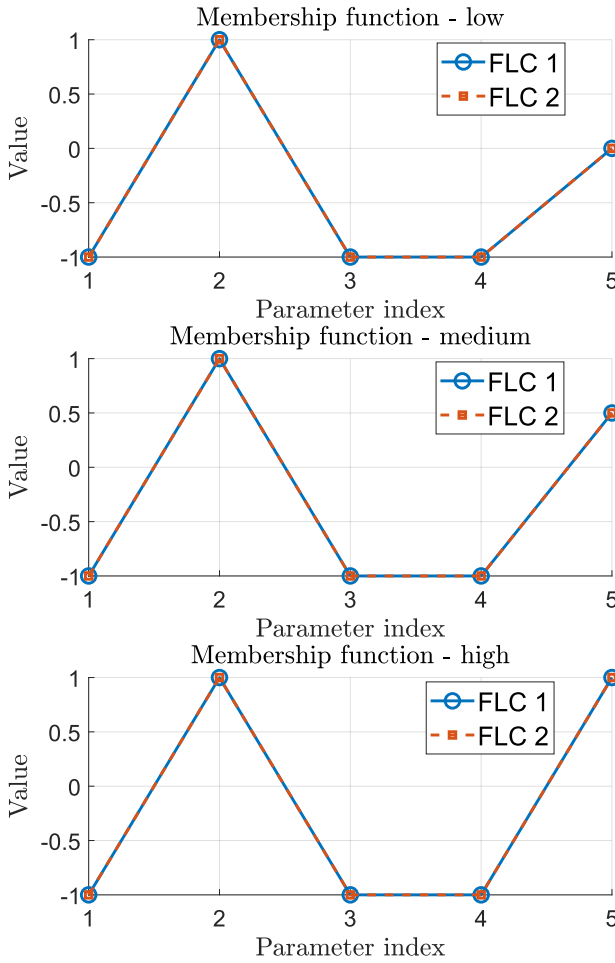 Membership function - low
1
0.5
0
-0.5
-1
Value
FLC 1
FLC 2
1 2 3 4 5
Parameter index
Membership function - medium
1
0.5
0
-0.5
-1
Value
FLC 1
FLC 2
1 2 3 4 5
Parameter index
Membership function - high
1
0.5
0
-0.5
-1
Value
FLC 1
FLC 2
1 2 3 4 5
Parameter index